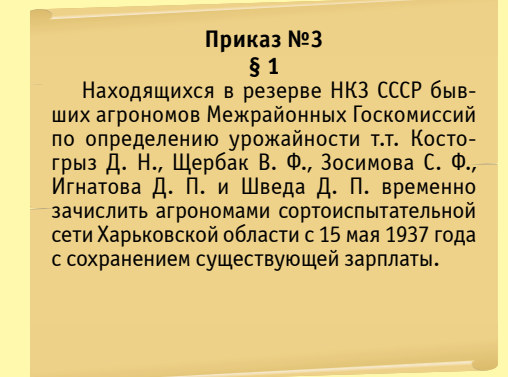 Приказ №3
§ 1
Находящихся в резерве НКЗ СССР быв-
ших агрономов Межрайонных Госкомиссий
по определению урожайности т.т. Косто-
грыз Д. Н., Щербак В. Ф., Зосимова С. Ф.,
Игнатова Д. П. и Шведа Д. П. временно
зачислить агрономами сортоиспытательной
сети Харьковской области с 15 мая 1937 года
с сохранением существующей зарплаты.